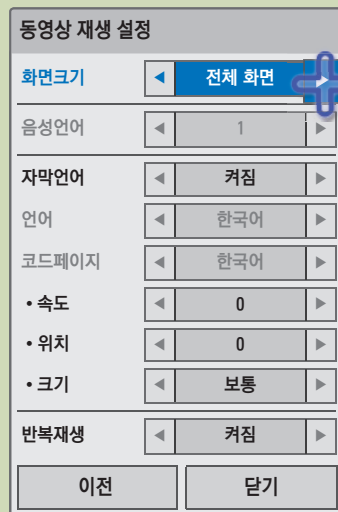 동영상 재생 설정
화면크기 ◀ 전체 화면 ▶
음성언어 ◀ 1 ▶
자막언어 ◀ 켜짐 ▶
언어 ◀ 한국어 ▶
코드페이지 ◀ 한국어 ▶
• 속도 ◀ 0 ▶
• 위치 ◀ 0 ▶
• 크기 ◀ 보통 ▶
반복재생 ◀ 켜짐 ▶
이전 닫기